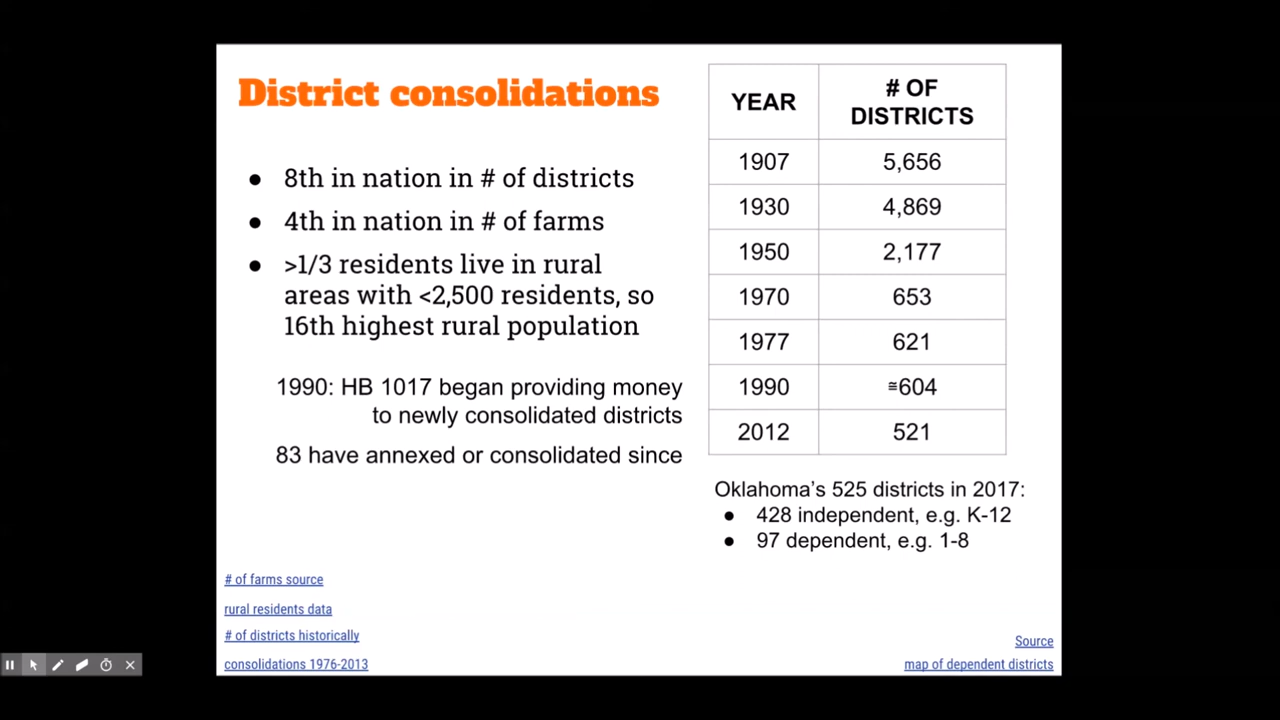 District consolidations
● 8th in nation in # of districts
● 4th in nation in # of farms
● >1/3 residents live in rural
areas with <2,500 residents, so
16th highest rural population
1990: HB 1017 began providing money
to newly consolidated districts
83 have annexed or consolidated since
# of farms source
rural residents data
# of districts historically
consolidations 1976-2013
YEAR # OF DISTRICTS
1907 5,656
1930 4,869
1950 2,177
1970 653
1977 621
1990 ≅604
2012 521
Oklahoma’s 525 districts in 2017:
● 428 independent, e.g. K-12
● 97 dependent, e.g. 1-8
Source
map of dependent districts